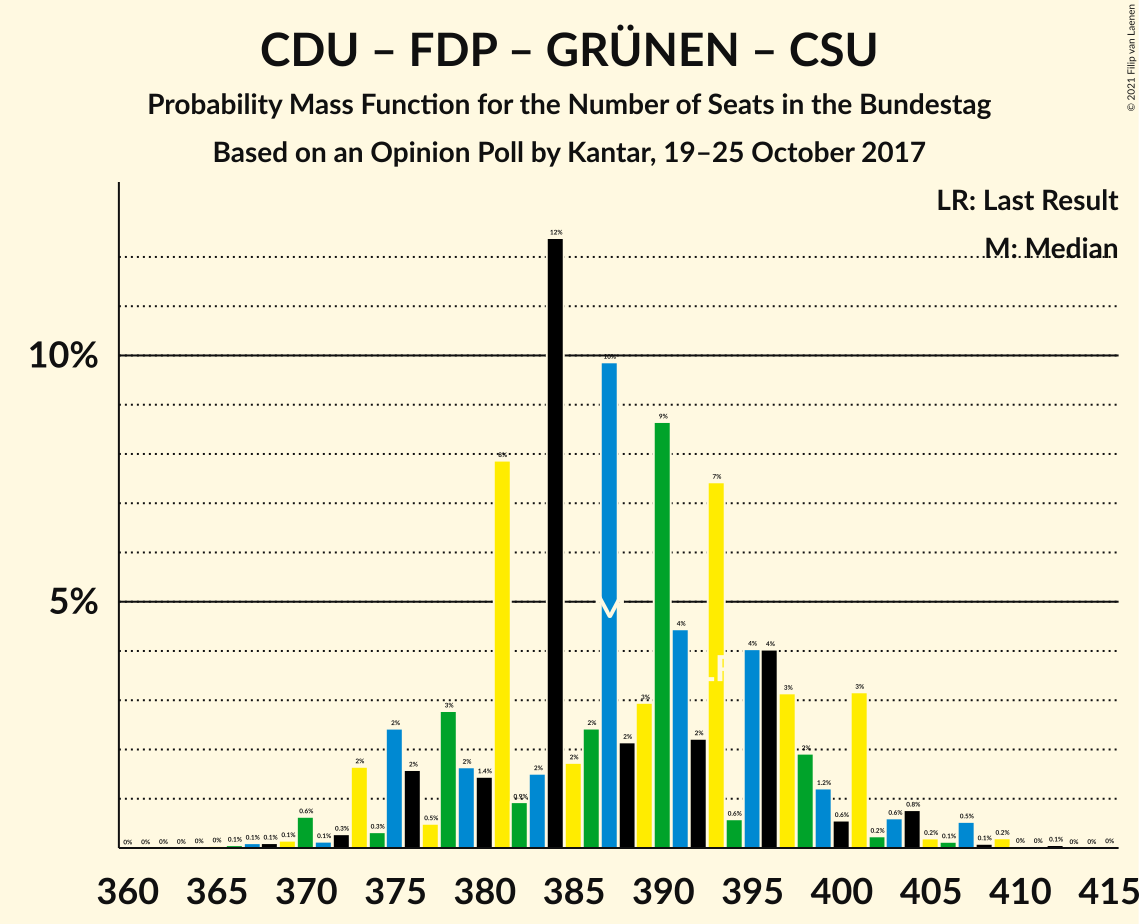 CDU – FDP – GRÜNEN – CSU
Probability Mass Function for the Number of Seats in the Bundestag
Based on an Opinion Poll by Kantar, 19–25 October 2017
© 2021 Filip van Laenen
LR: Last Result
M: Median
10%
5%
0% 0% 0% 0% 0% 0% 0.1% 0.1% 0.1% 0.1% 0.6% 0.1% 0.3% 2% 0.3% 2% 2% 0.5% 3% 2% 1.4% 8% 0.9% 2% 12% 2% 2% 10% 2% 3% 9% 4% 2% 7% 0.6% 4% 4% 3% 2% 1.2% 0.6% 3% 0.2% 0.6% 0.8% 0.2% 0.1% 0.5% 0.1% 0.2% 0% 0% 0.1% 0% 0% 0%
M
LR
360 365 370 375 380 385 390 395 400 405 410 415